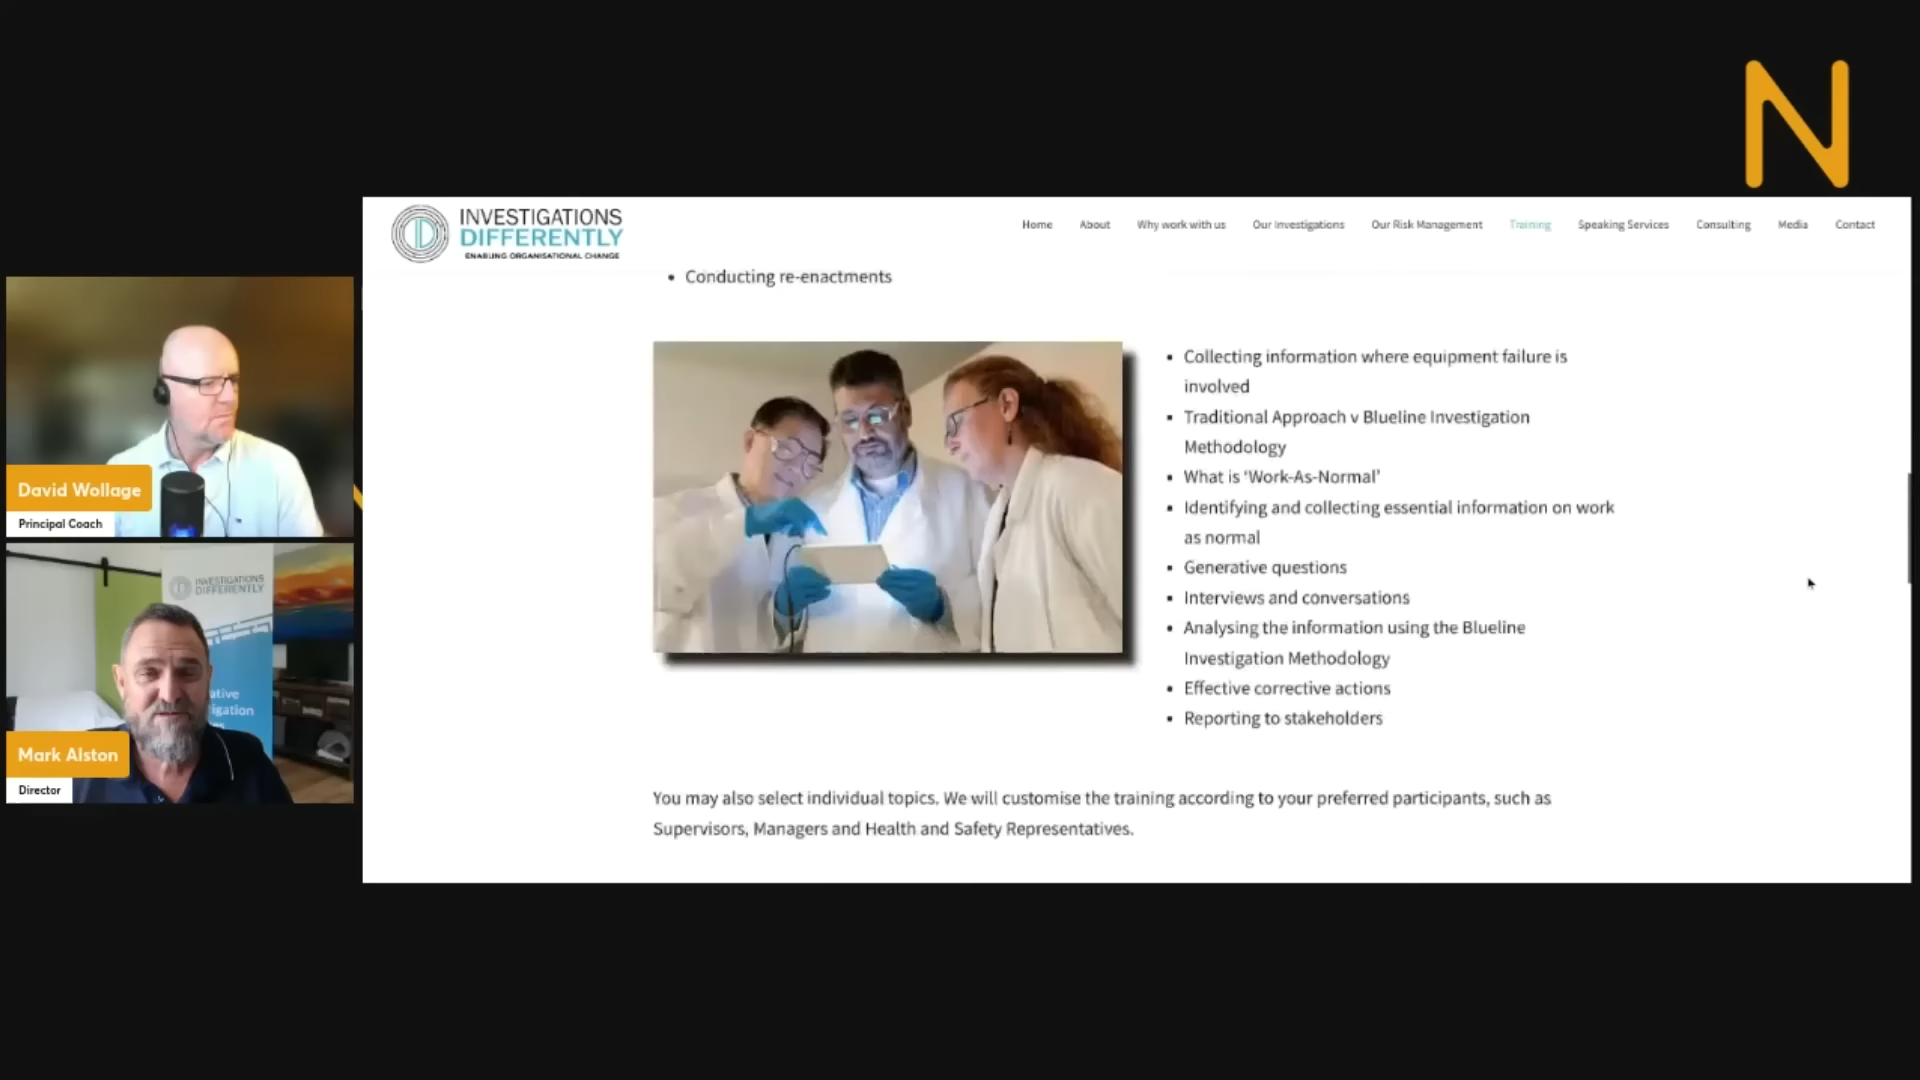 N
INVESTIGATIONS
DIFFERENTLY
ENABLING ORGANISATIONAL CHANGE
Home About Why work with us Our Investigations Our Risk Management Training Speaking Services Consulting Media Contact
• Conducting re-enactments
▪ Collecting information where equipment failure is
involved
▪ Traditional Approach v Blueline Investigation
Methodology
▪ What is ‘Work-As-Normal’
▪ Identifying and collecting essential information on work
as normal
▪ Generative questions
▪ Interviews and conversations
▪ Analysing the information using the Blueline
Investigation Methodology
▪ Effective corrective actions
▪ Reporting to stakeholders
You may also select individual topics. We will customise the training according to your preferred participants, such as
Supervisors, Managers and Health and Safety Representatives.
David Wollage
Principal Coach
INVESTIGATIONS
DIFFERENTLY
ative
igation
Mark Alston
Director